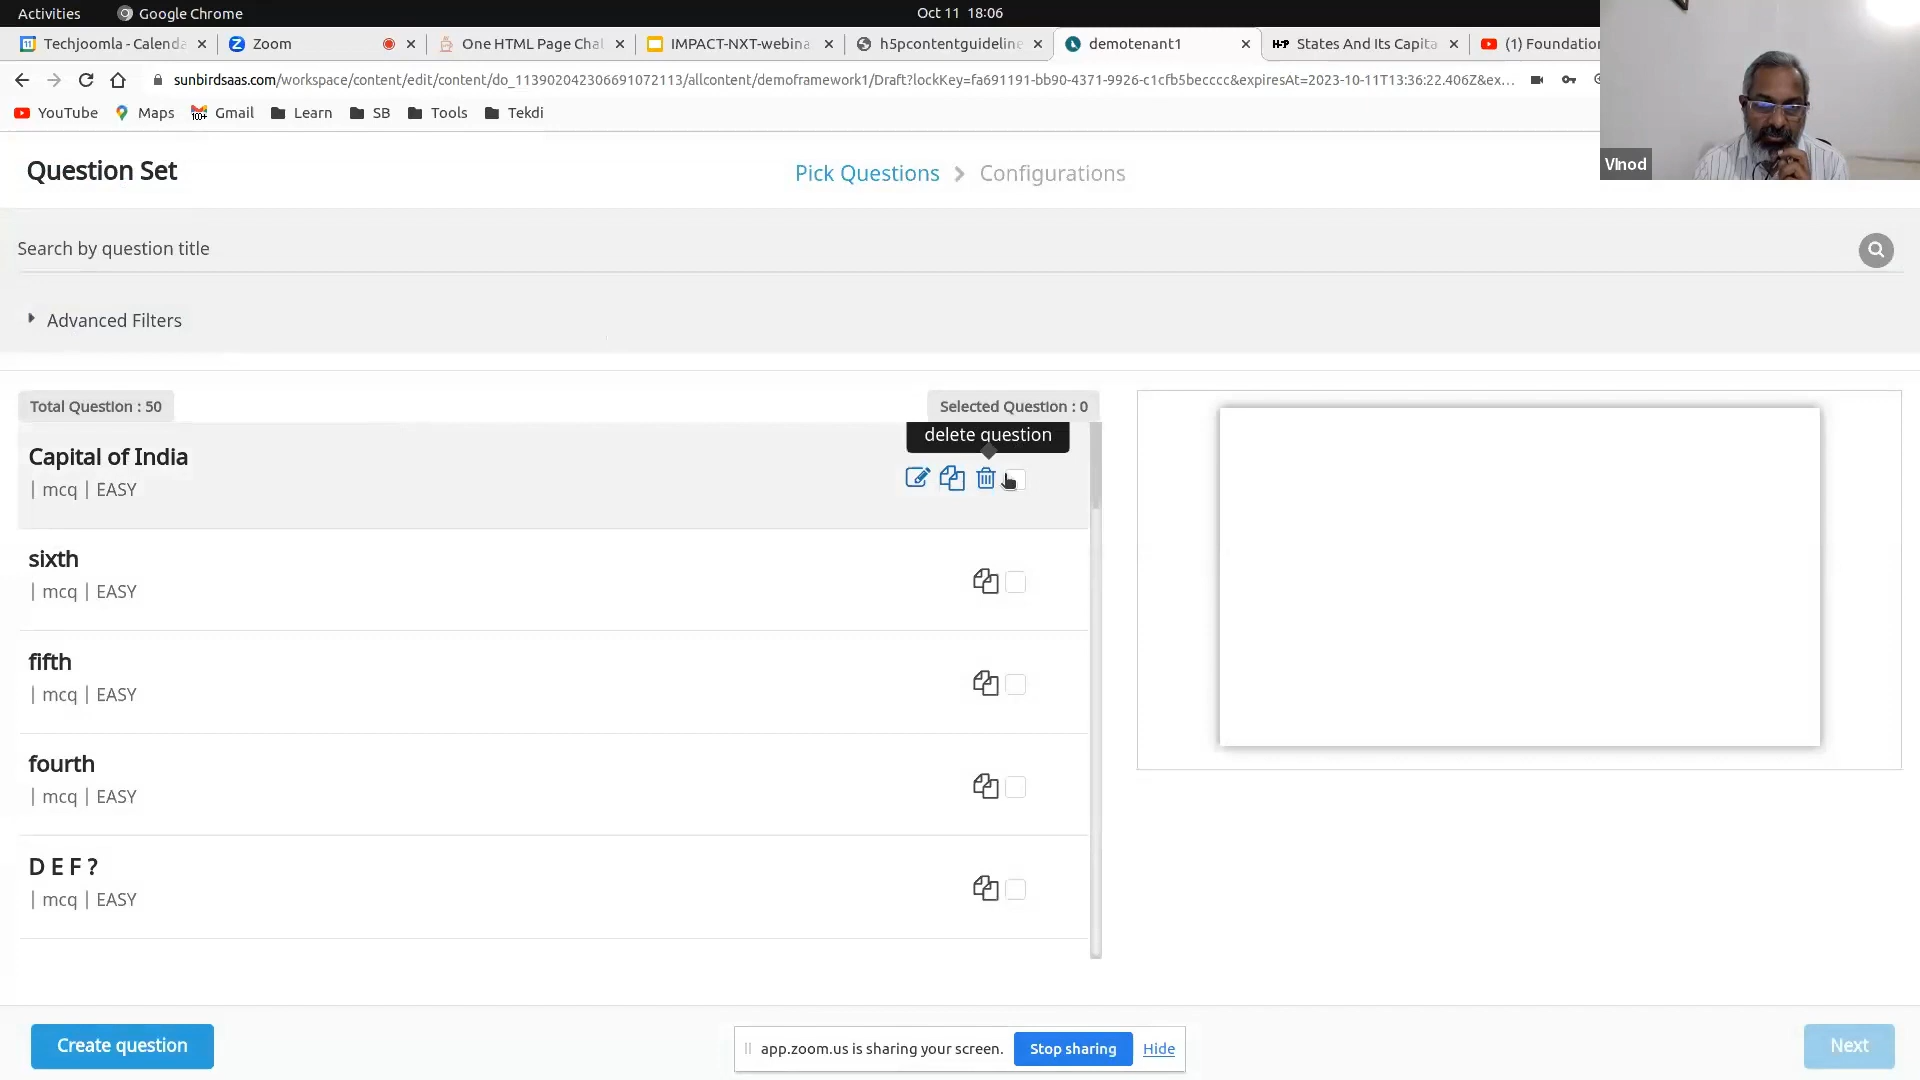 Activities
Google Chrome
Oct 11 18:06
Techjoomla - Calenda
Zoom
One HTML Page Chal
IMPACT-NXT-webina
h5pcontentguideline
demotenant1
H-P States And Its Capita
(1) Foundation
sunbirdsaas.com/workspace/content/edit/content/do_113902042306691072113/allcontent/demoframework1/Draft?lockKey=fa691191-bb90-4371-9926-c1cfb5becccc&expiresAt=2023-10-11T13:36:22.406Z&ex...
YouTube
Maps
Gmail
Learn
SB
Tools
Tekdi
VInod
Question Set
Pick Questions
Configurations
Search by question title
Advanced Filters
Total Question : 50
Selected Question : 0
delete question
Capital of India
| mcq | EASY
sixth
| mcq | EASY
fifth
| mcq | EASY
fourth
| mcq | EASY
D E F ?
| mcq | EASY
Create question
app.zoom.us is sharing your screen.
Stop sharing
Hide
Next